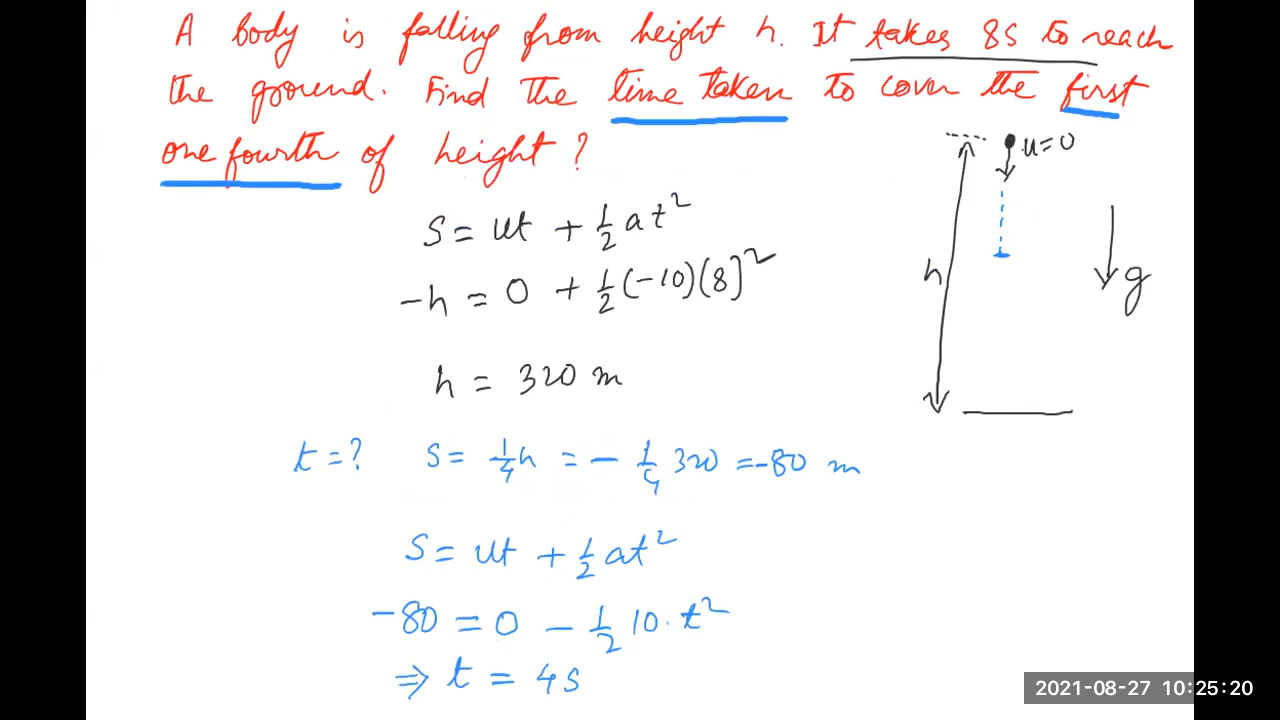 A body is falling from height h. It takes 8s to reach
the ground. Find the time taken to cover the first
one fourth of height?
u=0
S = ut + 1/2 at²
-h = 0 + 1/2 (-10)(8)²
h
g
h = 320 m
t=? S = 1/4 h = - 1/4 320 = -80 m
S = ut + 1/2 at²
-80 = 0 - 1/2 10. t²
⇒ t = 4s
2021-08-27 10:25:20